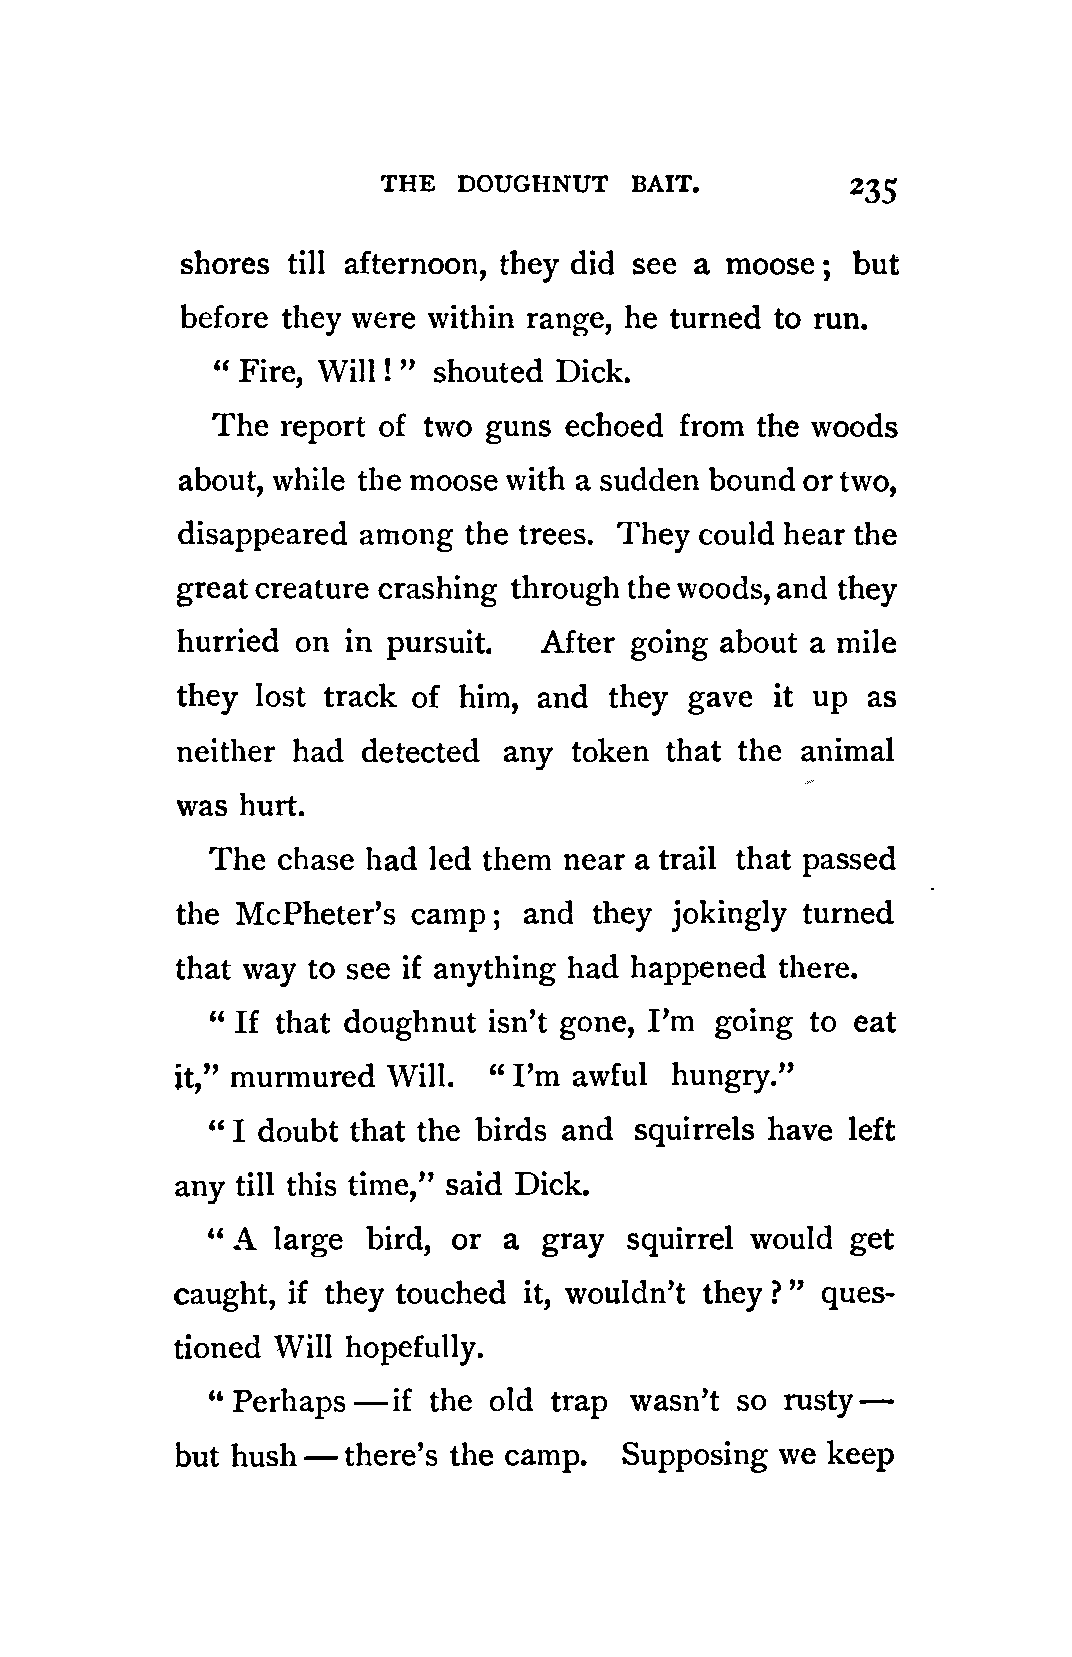 THE DOUGHNUT BAIT. 235
shores till afternoon, they did see a moose; but
before they were within range, he turned to run.
"Fire, Will!" shouted Dick.
The report of two guns echoed from the woods
about, while the moose with a sudden bound or two,
disappeared among the trees. They could hear the
great creature crashing through the woods, and they
hurried on in pursuit. After going about a mile
they lost track of him, and they gave it up as
neither had detected any token that the animal
was hurt.
The chase had led them near a trail that passed
the McPheter's camp; and they jokingly turned
that way to see if anything had happened there.
"If that doughnut isn't gone, I'm going to eat
it," murmured Will. "I'm awful hungry."
"I doubt that the birds and squirrels have left
any till this time," said Dick.
"A large bird, or a gray squirrel would get
caught, if they touched it, wouldn't they?" ques-
tioned Will hopefully.
"Perhaps—if the old trap wasn't so rusty—
but hush—there's the camp. Supposing we keep